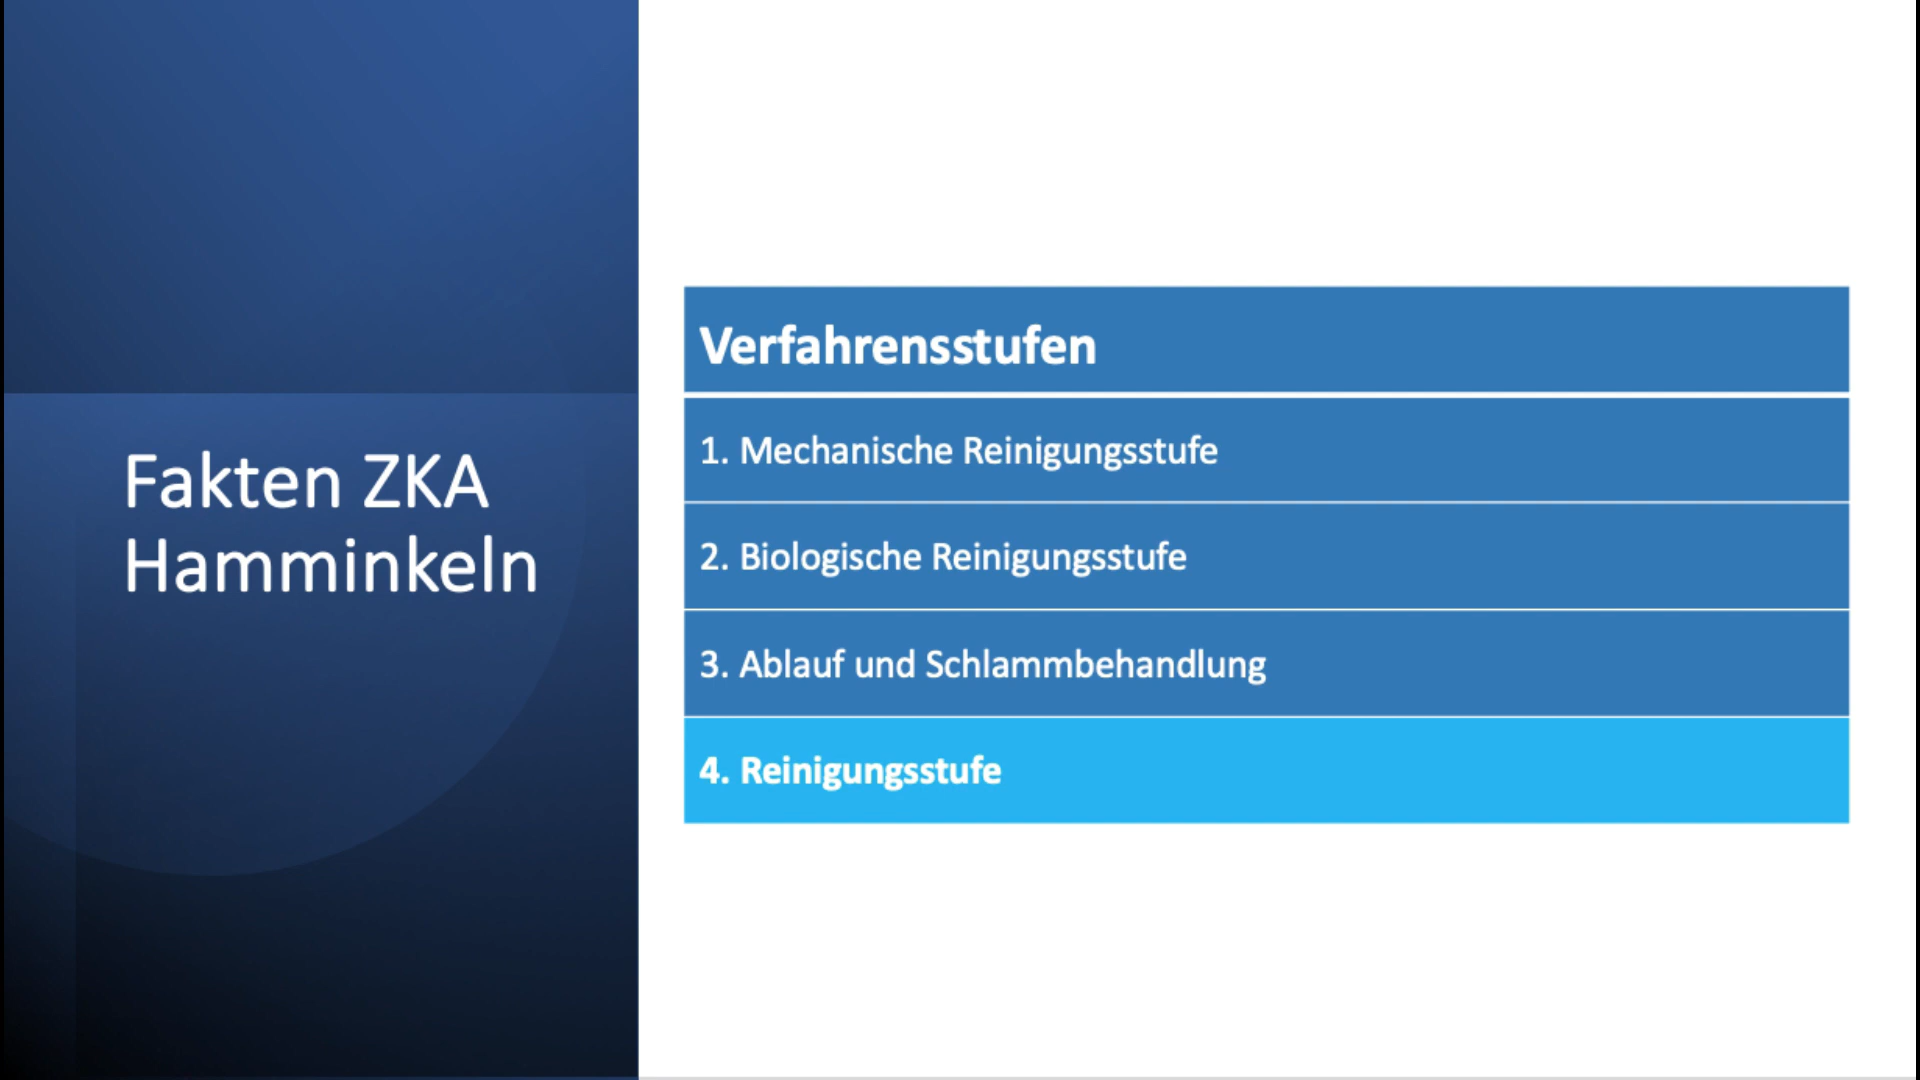 Fakten ZKA
Hamminkeln
Verfahrensstufen
1. Mechanische Reinigungsstufe
2. Biologische Reinigungsstufe
3. Ablauf und Schlammbehandlung
4. Reinigungsstufe